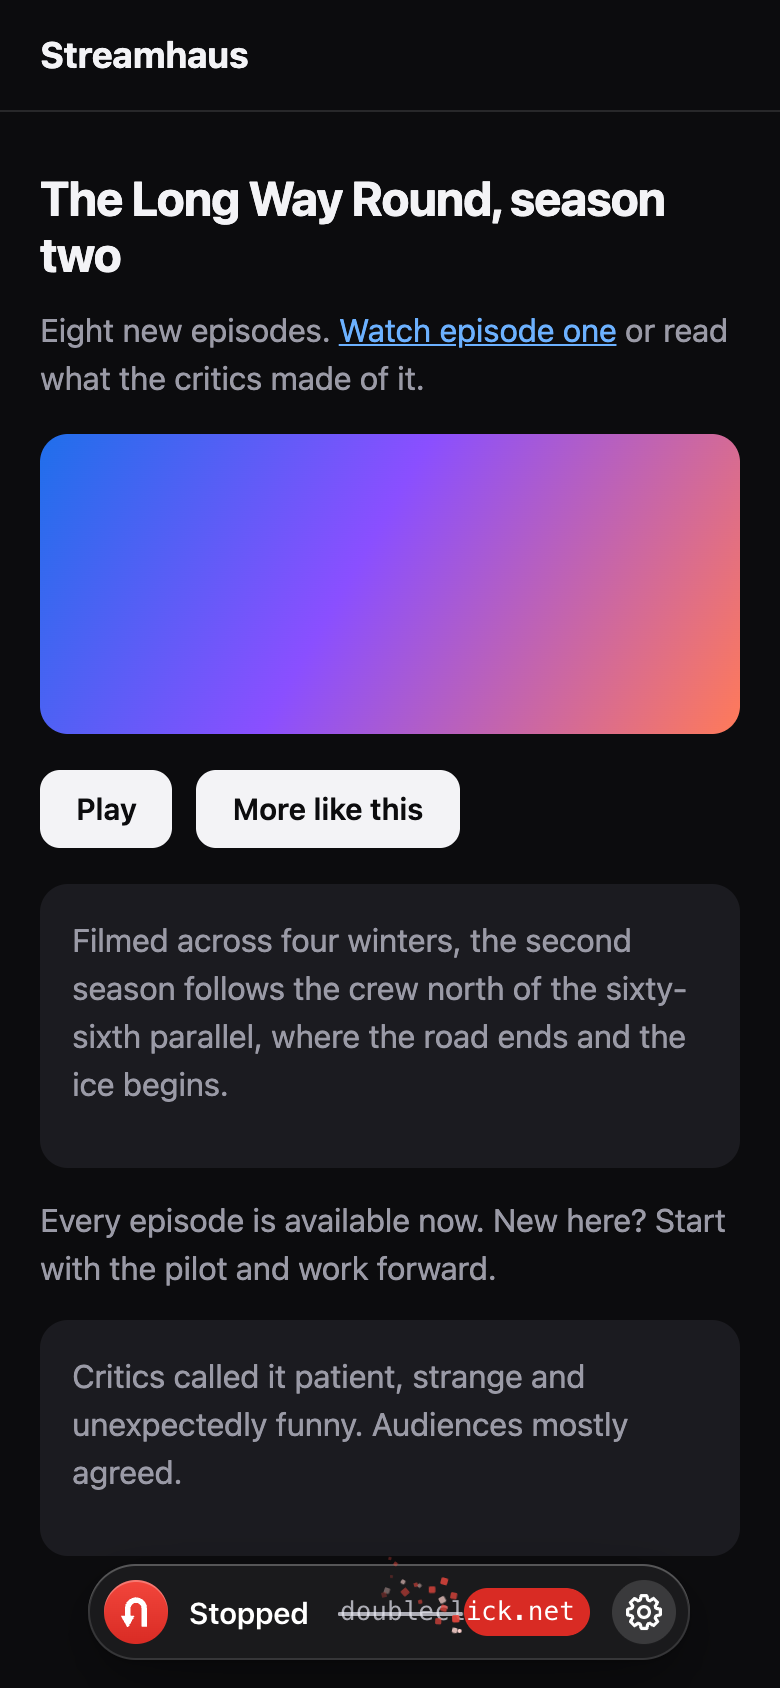 Streamhaus
The Long Way Round, season
two
Eight new episodes. Watch episode one or read
what the critics made of it.
Play
More like this
Filmed across four winters, the second
season follows the crew north of the sixty-
sixth parallel, where the road ends and the
ice begins.
Every episode is available now. New here? Start
with the pilot and work forward.
Critics called it patient, strange and
unexpectedly funny. Audiences mostly
agreed.
Stopped doubleclick.net